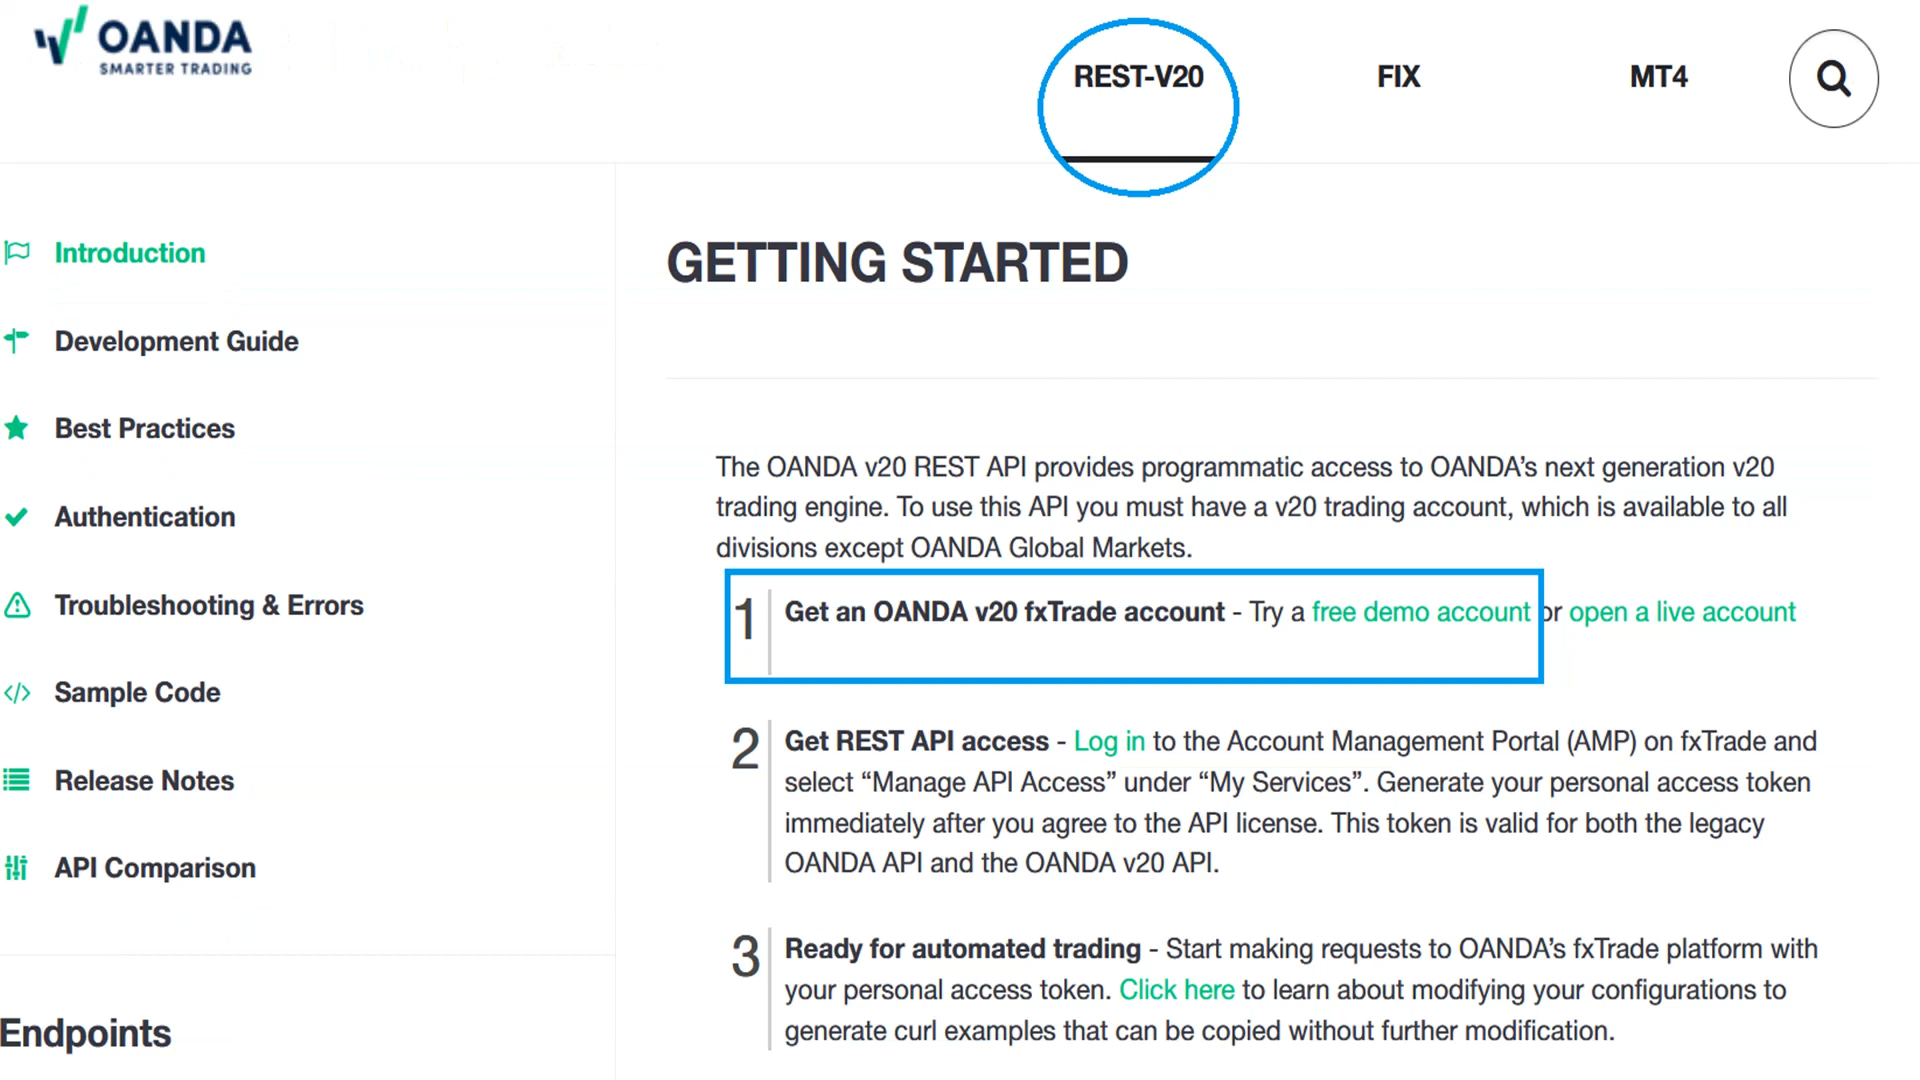 OANDA
SMARTER TRADING
REST-V20
FIX
MT4
Introduction
Development Guide
Best Practices
Authentication
Troubleshooting & Errors
Sample Code
Release Notes
API Comparison
Endpoints
GETTING STARTED
The OANDA v20 REST API provides programmatic access to OANDA’s next generation v20
trading engine. To use this API you must have a v20 trading account, which is available to all
divisions except OANDA Global Markets.
1 Get an OANDA v20 fxTrade account - Try a free demo account or open a live account
2 Get REST API access - Log in to the Account Management Portal (AMP) on fxTrade and
select “Manage API Access” under “My Services”. Generate your personal access token
immediately after you agree to the API license. This token is valid for both the legacy
OANDA API and the OANDA v20 API.
3 Ready for automated trading - Start making requests to OANDA’s fxTrade platform with
your personal access token. Click here to learn about modifying your configurations to
generate curl examples that can be copied without further modification.